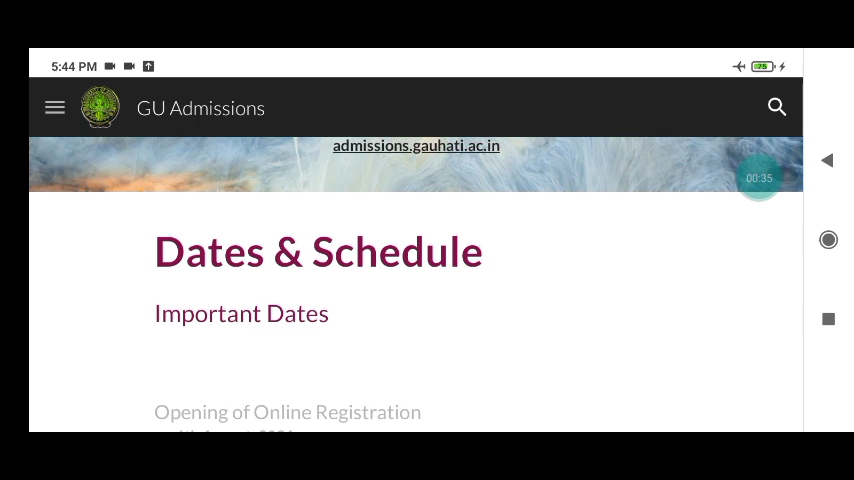 5:44 PM
75
GU Admissions
admissions.gauhati.ac.in
00:35
Dates & Schedule
Important Dates
Opening of Online Registration